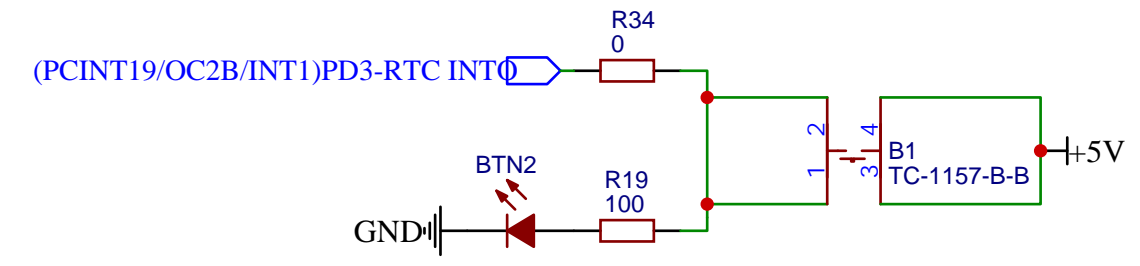 R34
0
(PCINT19/OC2B/INT1)PD3-RTC INTO
2
4
B1
+5V
1
3
TC-1157-B-B
BTN2
R19
100
GND